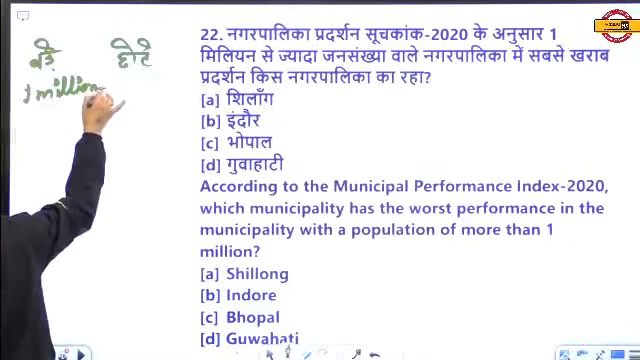 बड़े छोटे
1 million
22. नगरपालिका प्रदर्शन सूचकांक-2020 के अनुसार 1
मिलियन से ज्यादा जनसंख्या वाले नगरपालिका में सबसे खराब
प्रदर्शन किस नगरपालिका का रहा?
[a] शिलाँग
[b] इंदौर
[c] भोपाल
[d] गुवाहाटी
According to the Municipal Performance Index-2020,
which municipality has the worst performance in the
municipality with a population of more than 1
million?
[a] Shillong
[b] Indore
[c] Bhopal
[d] Guwahati